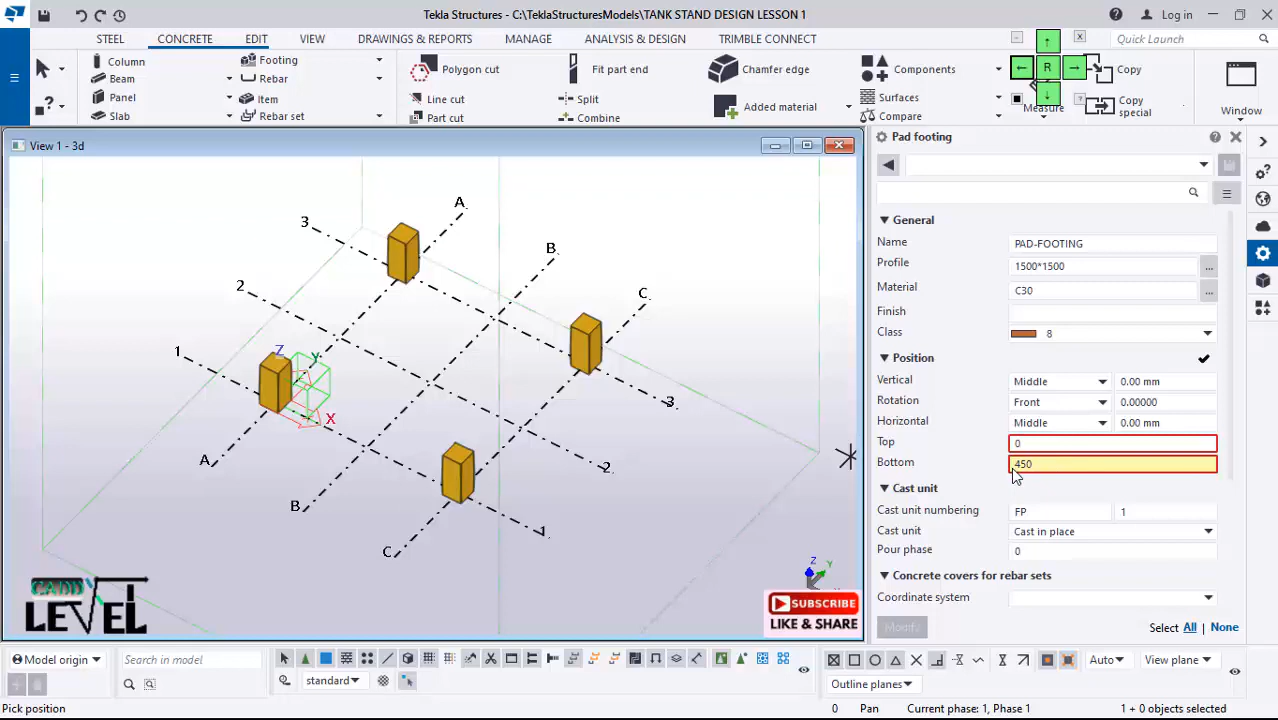 Tekla Structures - C:\TeklaStructuresModels\TANK STAND DESIGN LESSON 1
Log in
STEEL CONCRETE EDIT VIEW DRAWINGS & REPORTS MANAGE ANALYSIS & DESIGN TRIMBLE CONNECT
Quick Launch
Column
Beam
Panel
Slab
Footing
Rebar
Item
Rebar set
Polygon cut
Line cut
Part cut
Fit part end
Split
Combine
Chamfer edge
Added material
Components
Surfaces
Compare
R
Measure
Copy
Copy special
Window
View 1 - 3d
A
3
B
2
C
1
Z
Y
X
3
A
2
B
1
C
Z
Y
CADD
LEVEL
SUBSCRIBE
LIKE & SHARE
Pad footing
General
Name PAD-FOOTING
Profile 1500*1500 ...
Material C30 ...
Finish
Class 8
Position
Vertical Middle 0.00 mm
Rotation Front 0.00000
Horizontal Middle 0.00 mm
Top 0
Bottom 450
Cast unit
Cast unit numbering FP 1
Cast unit Cast in place
Pour phase 0
Concrete covers for rebar sets
Coordinate system
Modify Select All | None
Model origin Search in model
standard
Auto View plane
Outline planes
Pick position 0 Pan Current phase: 1, Phase 1 1 + 0 objects selected